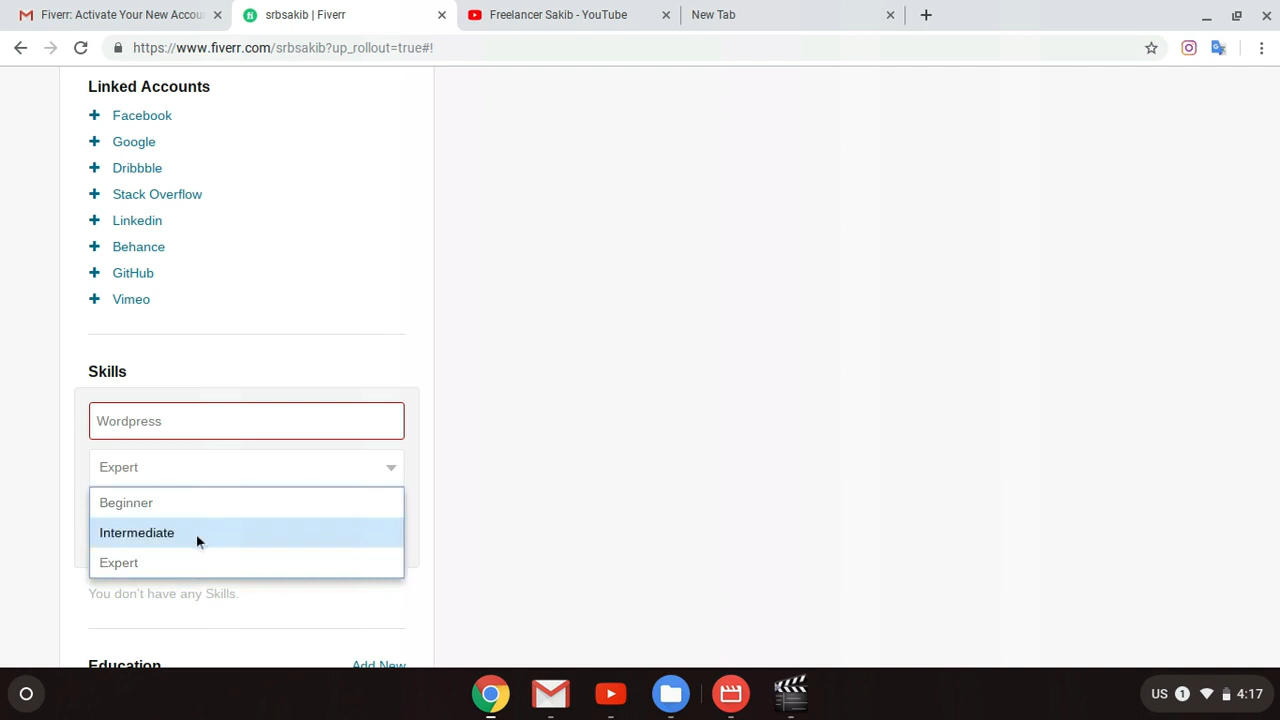 Fiverr: Activate Your New Accou
srbsakib | Fiverr
Freelancer Sakib - YouTube
New Tab
https://www.fiverr.com/srbsakib?up_rollout=true#!
Linked Accounts
Facebook
Google
Dribbble
Stack Overflow
Linkedin
Behance
GitHub
Vimeo
Skills
Wordpress
Expert
Beginner
Intermediate
Expert
You don't have any Skills.
Education Add New
US 1 4:17